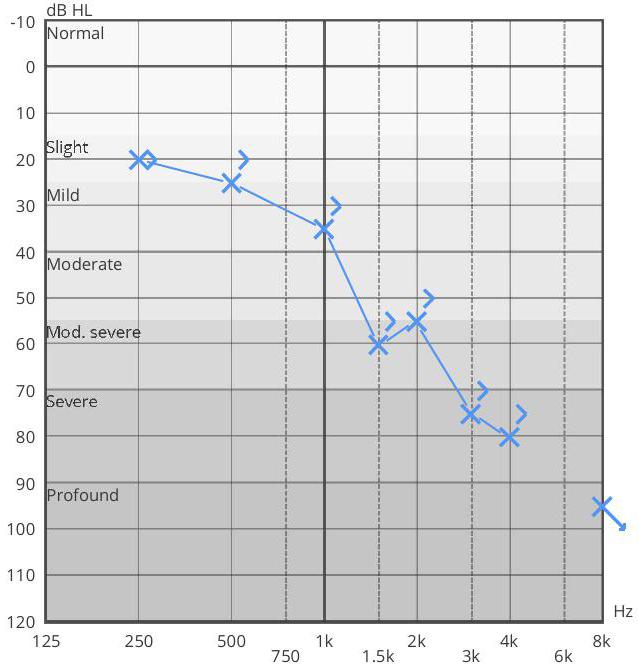 dB HL
-10
Normal
0
10
Slight
20
Mild
30
40
Moderate
50
Mod. severe
60
70
Severe
80
90
Profound
100
110
120
Hz
125 250 500 1k 2k 4k 8k
750 1.5k 3k 6k